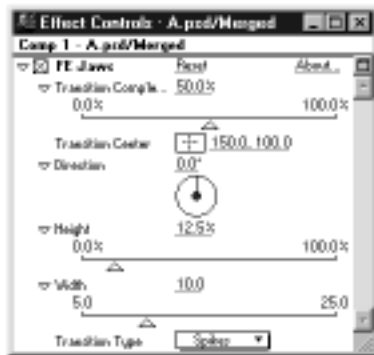 Effect Controls · A.psd/Merged
Comp 1 - A.psd/Merged
FE Jaws Reset About...
Transition Comple... 50.0%
0.0% 100.0%
Transition Center 150.0, 100.0
Direction 0.0°
Height 12.5%
0.0% 100.0%
Width 10.0
5.0 25.0
Transition Type Spikes